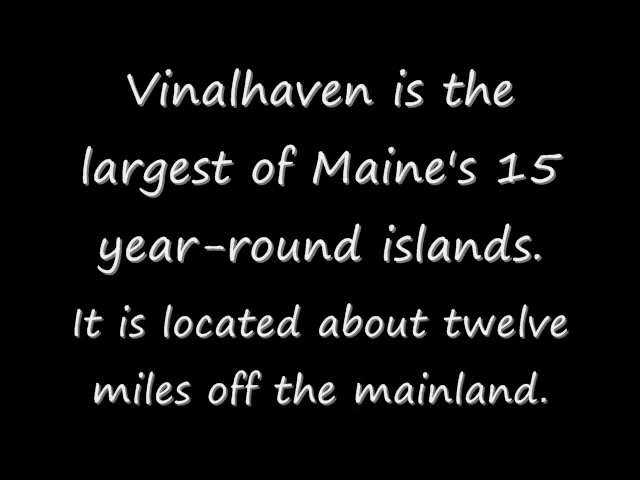 Vinalhaven is the
largest of Maine's 15
year-round islands.
It is located about twelve
miles off the mainland.